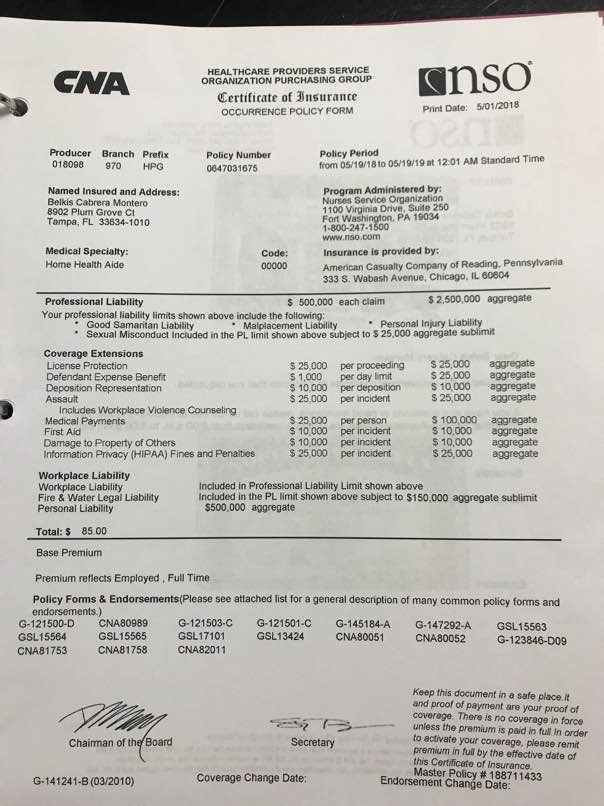 CNA
HEALTHCARE PROVIDERS SERVICE
ORGANIZATION PURCHASING GROUP
Certificate of Insurance
OCCURRENCE POLICY FORM
nso
Print Date: 5/01/2018
Producer Branch Prefix Policy Number Policy Period
018098 970 HPG 0647031675 from 05/19/18 to 05/19/19 at 12:01 AM Standard Time
Named Insured and Address: Program Administered by:
Belkis Cabrera Montero Nurses Service Organization
8902 Plum Grove Ct 1100 Virginia Drive, Suite 250
Tampa, FL 33634-1010 Fort Washington, PA 19034
1-800-247-1500
www.nso.com
Medical Specialty: Code: Insurance is provided by:
Home Health Aide 00000 American Casualty Company of Reading, Pennsylvania
333 S. Wabash Avenue, Chicago, IL 60604
Professional Liability $ 500,000 each claim $ 2,500,000 aggregate
Your professional liability limits shown above include the following:
* Good Samaritan Liability * Malplacement Liability * Personal Injury Liability
* Sexual Misconduct Included in the PL limit shown above subject to $ 25,000 aggregate sublimit
Coverage Extensions
License Protection $ 25,000 per proceeding $ 25,000 aggregate
Defendant Expense Benefit $ 1,000 per day limit $ 25,000 aggregate
Deposition Representation $ 10,000 per deposition $ 10,000 aggregate
Assault $ 25,000 per incident $ 25,000 aggregate
Includes Workplace Violence Counseling
Medical Payments $ 25,000 per person $ 100,000 aggregate
First Aid $ 10,000 per incident $ 10,000 aggregate
Damage to Property of Others $ 10,000 per incident $ 10,000 aggregate
Information Privacy (HIPAA) Fines and Penalties $ 25,000 per incident $ 25,000 aggregate
Workplace Liability
Workplace Liability Included in Professional Liability Limit shown above
Fire & Water Legal Liability Included in the PL limit shown above subject to $150,000 aggregate sublimit
Personal Liability $500,000 aggregate
Total: $ 85.00
Base Premium
Premium reflects Employed , Full Time
Policy Forms & Endorsements(Please see attached list for a general description of many common policy forms and
endorsements.)
G-121500-D CNA80989 G-121503-C G-121501-C G-145184-A G-147292-A GSL15563
GSL15564 GSL15565 GSL17101 GSL13424 CNA80051 CNA80052 G-123846-D09
CNA81753 CNA81758 CNA82011
Keep this document in a safe place. It
and proof of payment are your proof of
coverage. There is no coverage in force
unless the premium is paid in full. In order
to activate your coverage, please remit
premium in full by the effective date of
this Certificate of Insurance.
Chairman of the Board Secretary
Master Policy # 188711433
G-141241-B (03/2010) Coverage Change Date: Endorsement Change Date: